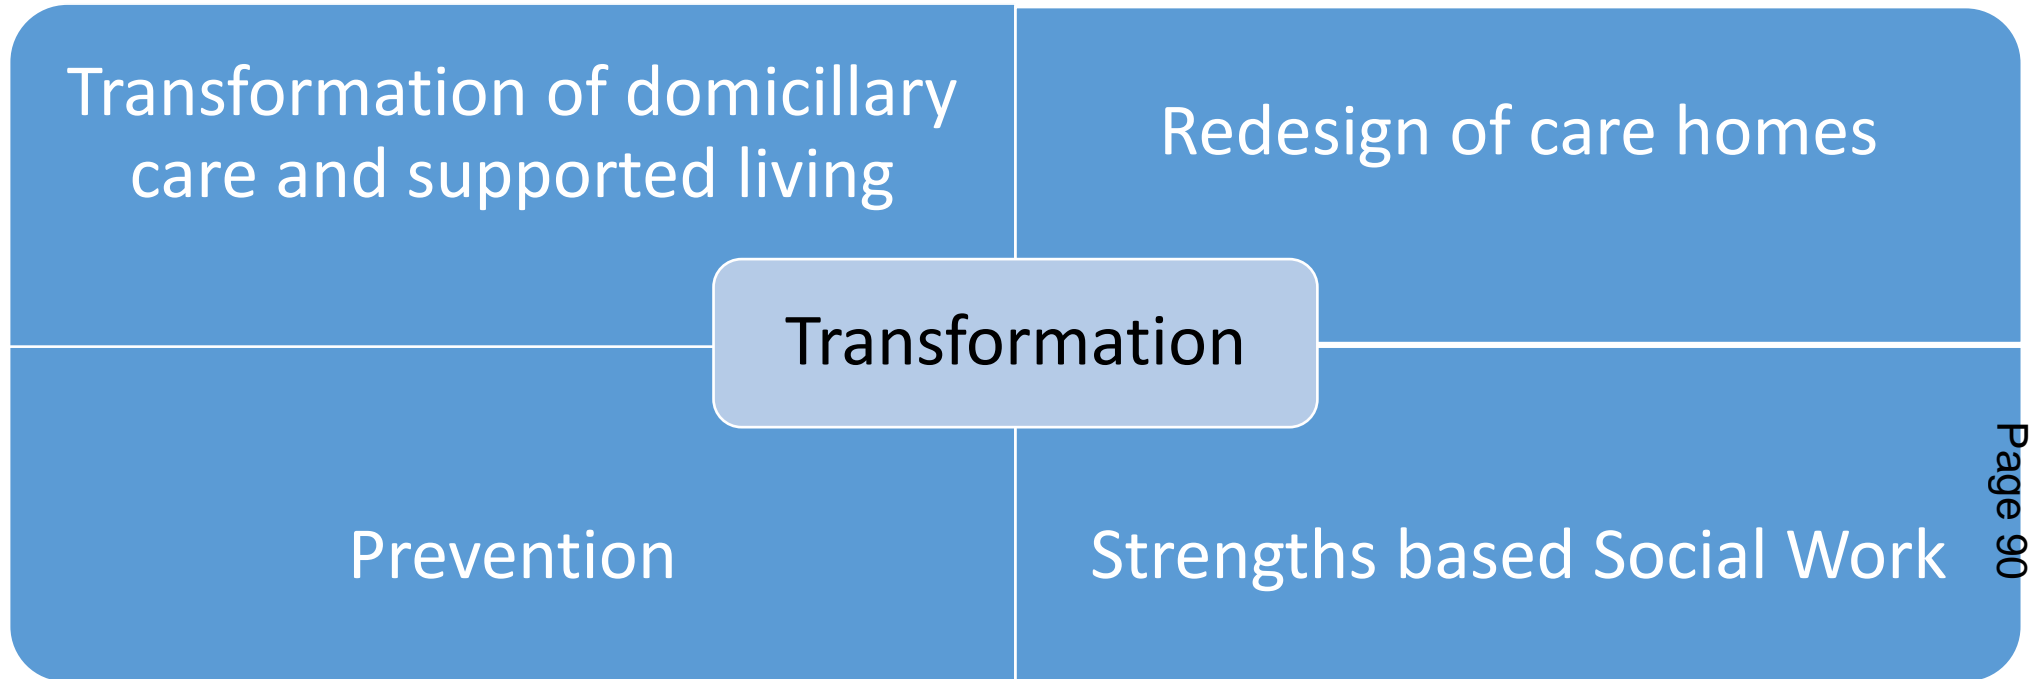 Transformation of domicillary
care and supported living
Redesign of care homes
Transformation
Prevention
Strengths based Social Work
Page 90